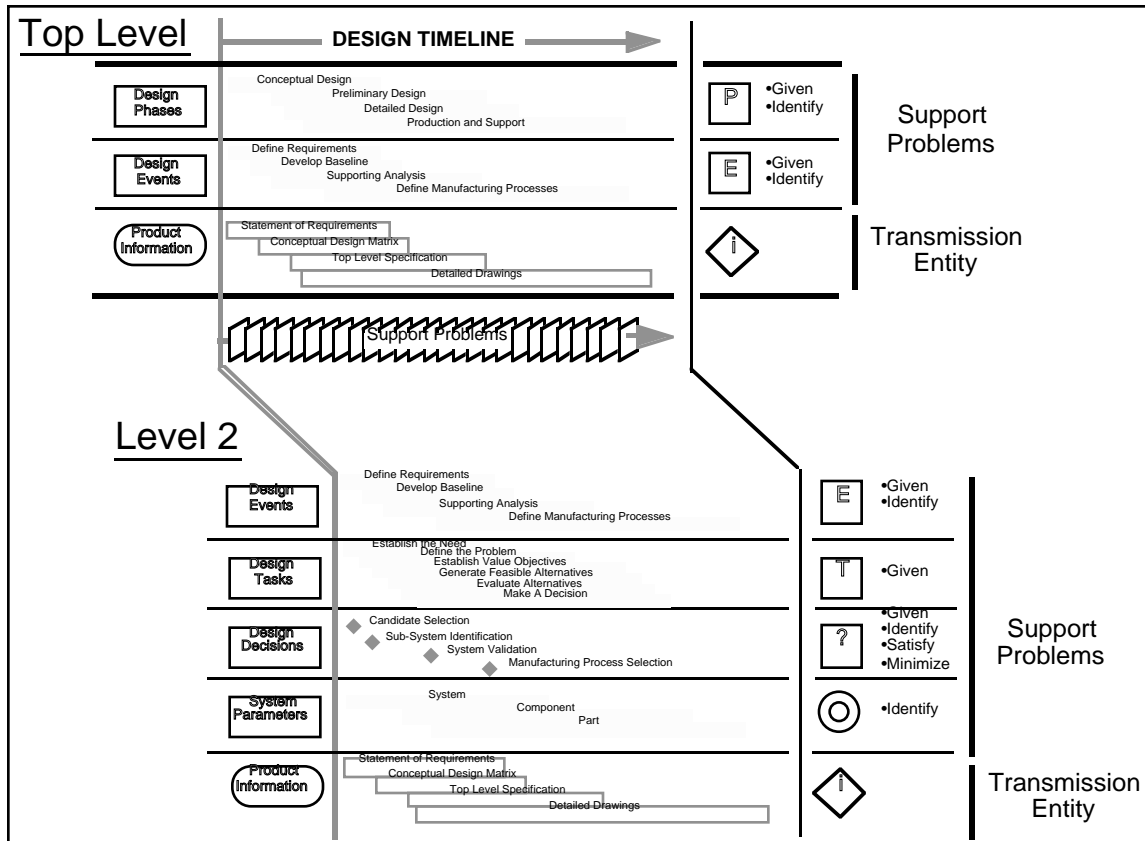 Top Level
DESIGN TIMELINE
Design
Phases
Conceptual Design
Preliminary Design
Detailed Design
Production and Support
P
•Given
•Identify
Support
Problems
Design
Events
Define Requirements
Develop Baseline
Supporting Analysis
Define Manufacturing Processes
E
•Given
•Identify
Product
Information
Statement of Requirements
Conceptual Design Matrix
Top Level Specification
Detailed Drawings
i
Transmission
Entity
Support Problems
Level 2
Design
Events
Define Requirements
Develop Baseline
Supporting Analysis
Define Manufacturing Processes
E
•Given
•Identify
Design
Tasks
Establish the Need
Define the Problem
Establish Value Objectives
Generate Feasible Alternatives
Evaluate Alternatives
Make A Decision
T
•Given
Design
Decisions
Candidate Selection
Sub-System Identification
System Validation
Manufacturing Process Selection
?
•Given
•Identify
•Satisfy
•Minimize
Support
Problems
System
Parameters
System
Component
Part
•Identify
Product
Information
Statement of Requirements
Conceptual Design Matrix
Top Level Specification
Detailed Drawings
i
Transmission
Entity